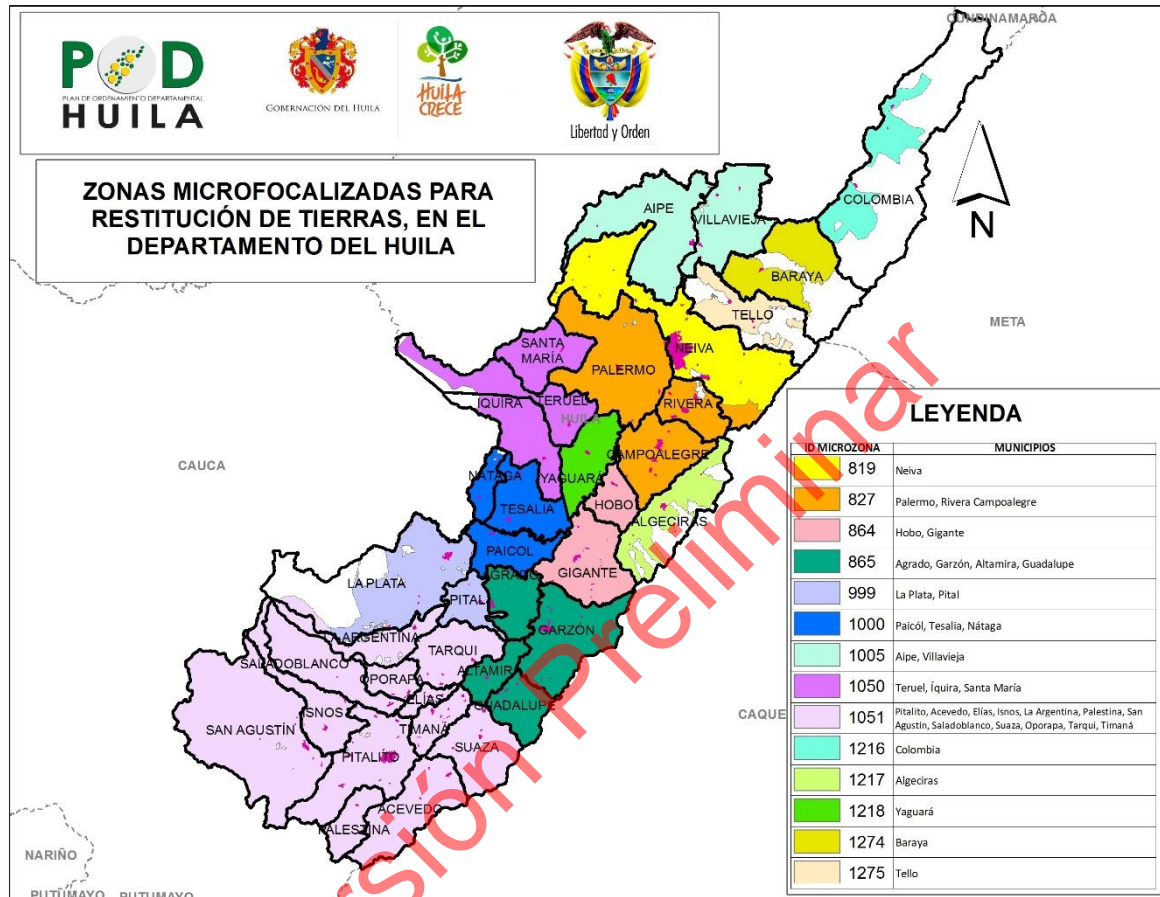 CUNDINAMARCA
POD
PLAN DE ORDENAMIENTO DEPARTAMENTAL
HUILA
GOBERNACIÓN DEL HUILA
HUILA
CRECE
Libertad y Orden
ZONAS MICROFOCALIZADAS PARA
RESTITUCIÓN DE TIERRAS, EN EL
DEPARTAMENTO DEL HUILA
N
AIPE
VILLAVIEJA
COLOMBIA
BARAYA
TELLO
META
SANTA
MARÍA
NEIVA
PALERMO
IQUIRA
TERUEL
RIVERA
HUILA
CAUCA
CAMPOALEGRE
NATAGA
YAGUARÁ
TESALIA
HOBO
ALGECIRAS
PAICOL
GIGANTE
LA PLATA
AGRADO
PITAL
GARZÓN
LA ARGENTINA
TARQUI
SALADOBLANCO
OPORAPA
ALTAMIRA
ELÍAS
GUADALUPE
ISNOS
SAN AGUSTÍN
TIMANÁ
SUAZA
CAQUE
PITALITO
ACEVEDO
PALESTINA
NARIÑO
PUTUMAYO
PUTUMAYO
Versión Preliminar
LEYENDA
ID MICROZONA MUNICIPIOS
819 Neiva
827 Palermo, Rivera Campoalegre
864 Hobo, Gigante
865 Agrado, Garzón, Altamira, Guadalupe
999 La Plata, Pital
1000 Paicól, Tesalia, Nátaga
1005 Aipe, Villavieja
1050 Teruel, Íquira, Santa María
1051 Pitalito, Acevedo, Elías, Isnos, La Argentina, Palestina, San
Agustín, Saladoblanco, Suaza, Oporapa, Tarqui, Timaná
1216 Colombia
1217 Algeciras
1218 Yaguará
1274 Baraya
1275 Tello